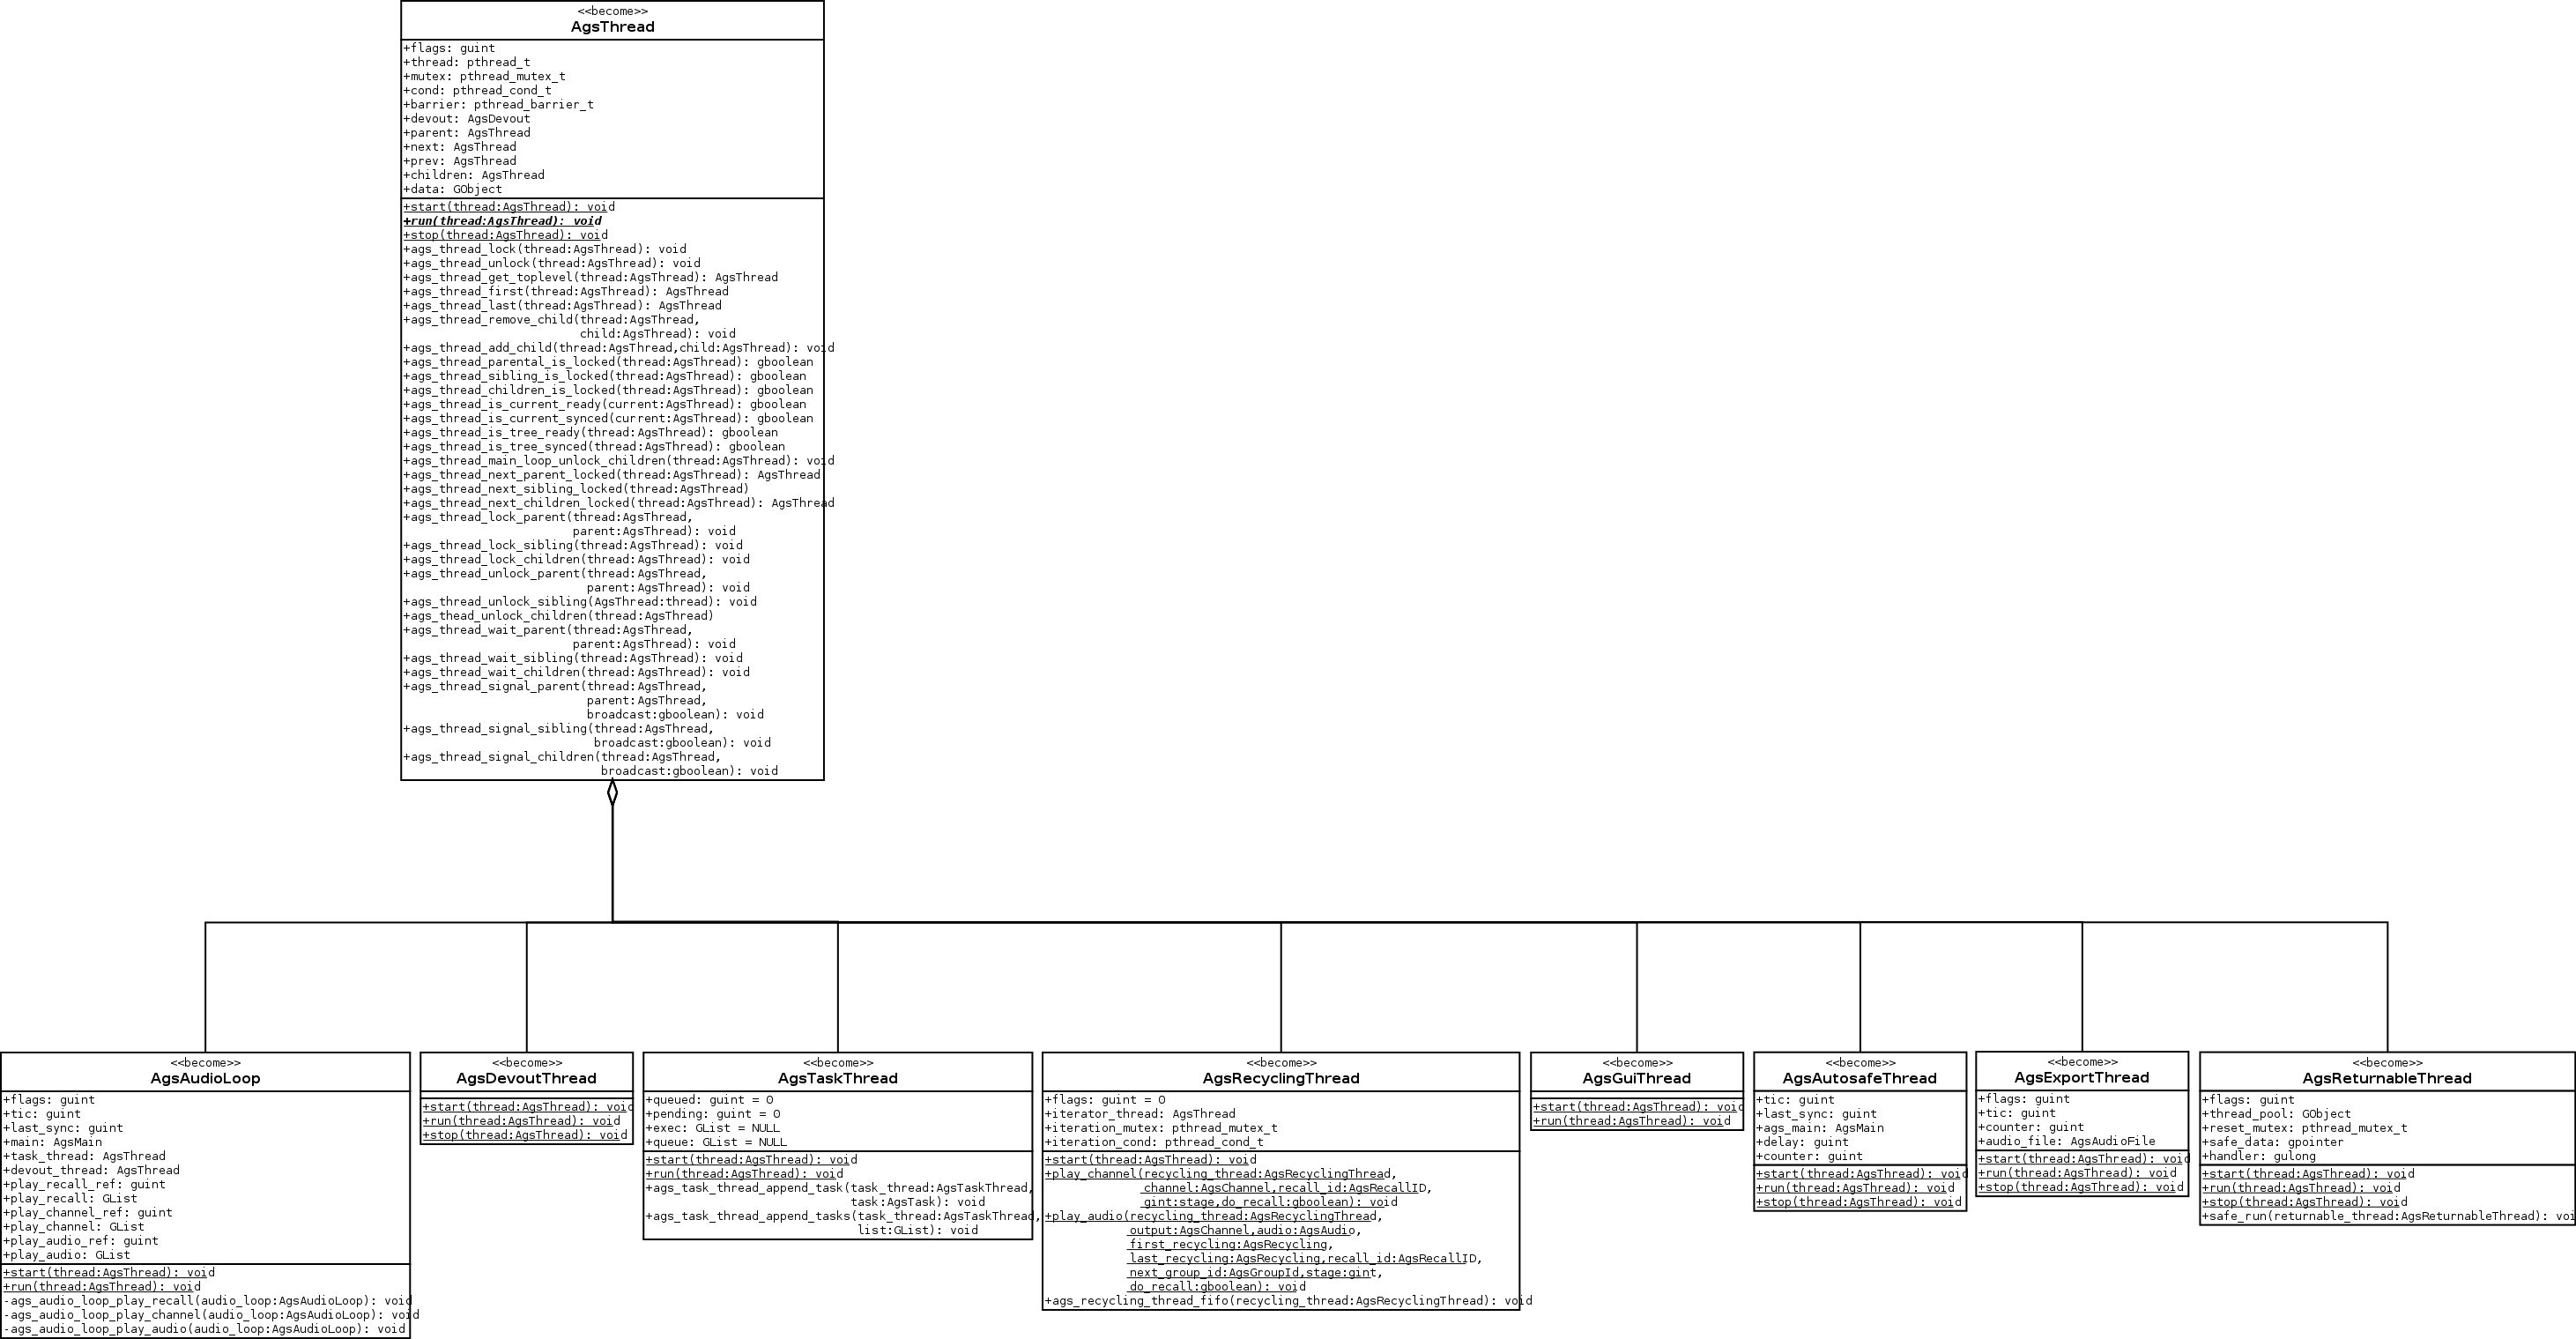 <<become>>
AgsThread
+flags: guint
+thread: pthread_t
+mutex: pthread_mutex_t
+cond: pthread_cond_t
+barrier: pthread_barrier_t
+devout: AgsDevout
+parent: AgsThread
+next: AgsThread
+prev: AgsThread
+children: AgsThread
+data: GObject
+start(thread:AgsThread): void
+run(thread:AgsThread): void
+stop(thread:AgsThread): void
+ags_thread_lock(thread:AgsThread): void
+ags_thread_unlock(thread:AgsThread): void
+ags_thread_get_toplevel(thread:AgsThread): AgsThread
+ags_thread_first(thread:AgsThread): AgsThread
+ags_thread_last(thread:AgsThread): AgsThread
+ags_thread_remove_child(thread:AgsThread,
child:AgsThread): void
+ags_thread_add_child(thread:AgsThread,child:AgsThread): void
+ags_thread_parental_is_locked(thread:AgsThread): gboolean
+ags_thread_sibling_is_locked(thread:AgsThread): gboolean
+ags_thread_children_is_locked(thread:AgsThread): gboolean
+ags_thread_is_current_ready(current:AgsThread): gboolean
+ags_thread_is_current_synced(current:AgsThread): gboolean
+ags_thread_is_tree_ready(thread:AgsThread): gboolean
+ags_thread_is_tree_synced(thread:AgsThread): gboolean
+ags_thread_main_loop_unlock_children(thread:AgsThread): void
+ags_thread_next_parent_locked(thread:AgsThread): AgsThread
+ags_thread_next_sibling_locked(thread:AgsThread)
+ags_thread_next_children_locked(thread:AgsThread): AgsThread
+ags_thread_lock_parent(thread:AgsThread,
parent:AgsThread): void
+ags_thread_lock_sibling(thread:AgsThread): void
+ags_thread_lock_children(thread:AgsThread): void
+ags_thread_unlock_parent(thread:AgsThread,
parent:AgsThread): void
+ags_thread_unlock_sibling(AgsThread:thread): void
+ags_thead_unlock_children(thread:AgsThread)
+ags_thread_wait_parent(thread:AgsThread,
parent:AgsThread): void
+ags_thread_wait_sibling(thread:AgsThread): void
+ags_thread_wait_children(thread:AgsThread): void
+ags_thread_signal_parent(thread:AgsThread,
parent:AgsThread,
broadcast:gboolean): void
+ags_thread_signal_sibling(thread:AgsThread,
broadcast:gboolean): void
+ags_thread_signal_children(thread:AgsThread,
broadcast:gboolean): void
<<become>>
AgsAudioLoop
+flags: guint
+tic: guint
+last_sync: guint
+main: AgsMain
+task_thread: AgsThread
+devout_thread: AgsThread
+play_recall_ref: guint
+play_recall: GList
+play_channel_ref: guint
+play_channel: GList
+play_audio_ref: guint
+play_audio: GList
+start(thread:AgsThread): void
+run(thread:AgsThread): void
-ags_audio_loop_play_recall(audio_loop:AgsAudioLoop): void
-ags_audio_loop_play_channel(audio_loop:AgsAudioLoop): void
-ags_audio_loop_play_audio(audio_loop:AgsAudioLoop): void
<<become>>
AgsDevoutThread
+start(thread:AgsThread): void
+run(thread:AgsThread): void
+stop(thread:AgsThread): void
<<become>>
AgsTaskThread
+queued: guint = 0
+pending: guint = 0
+exec: GList = NULL
+queue: GList = NULL
+start(thread:AgsThread): void
+run(thread:AgsThread): void
+ags_task_thread_append_task(task_thread:AgsTaskThread,
task:AgsTask): void
+ags_task_thread_append_tasks(task_thread:AgsTaskThread,
list:GList): void
<<become>>
AgsRecyclingThread
+flags: guint = 0
+iterator_thread: AgsThread
+iteration_mutex: pthread_mutex_t
+iteration_cond: pthread_cond_t
+start(thread:AgsThread): void
+play_channel(recycling_thread:AgsRecyclingThread,
channel:AgsChannel,recall_id:AgsRecallID,
gint:stage,do_recall:gboolean): void
+play_audio(recycling_thread:AgsRecyclingThread,
output:AgsChannel,audio:AgsAudio,
first_recycling:AgsRecycling,
last_recycling:AgsRecycling,recall_id:AgsRecallID,
next_group_id:AgsGroupId,stage:gint,
do_recall:gboolean): void
+ags_recycling_thread_fifo(recycling_thread:AgsRecyclingThread): void
<<become>>
AgsGuiThread
+start(thread:AgsThread): void
+run(thread:AgsThread): void
<<become>>
AgsAutosafeThread
+tic: guint
+last_sync: guint
+ags_main: AgsMain
+delay: guint
+counter: guint
+start(thread:AgsThread): void
+run(thread:AgsThread): void
+stop(thread:AgsThread): void
<<become>>
AgsExportThread
+flags: guint
+tic: guint
+counter: guint
+audio_file: AgsAudioFile
+start(thread:AgsThread): void
+run(thread:AgsThread): void
+stop(thread:AgsThread): void
<<become>>
AgsReturnableThread
+flags: guint
+thread_pool: GObject
+reset_mutex: pthread_mutex_t
+safe_data: gpointer
+handler: gulong
+start(thread:AgsThread): void
+run(thread:AgsThread): void
+stop(thread:AgsThread): void
+safe_run(returnable_thread:AgsReturnableThread): voi